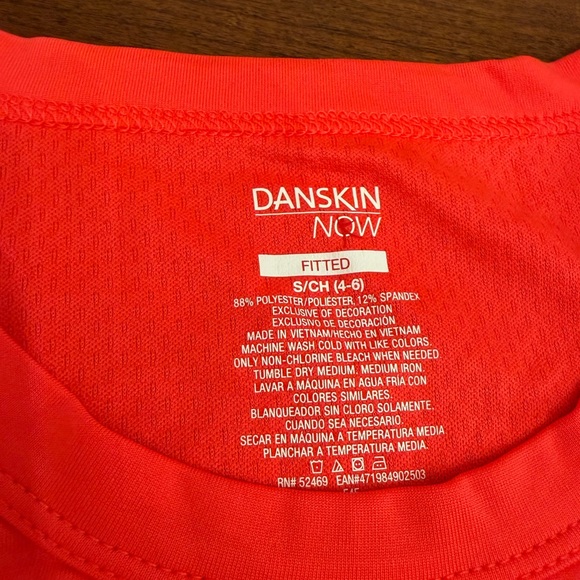 DANSKIN
NOW
FITTED
S/CH (4-6)
88% POLYESTER/POLIÉSTER, 12% SPANDEX
EXCLUSIVE OF DECORATION
EXCLUSIVO DE DECORACIÓN
MADE IN VIETNAM/HECHO EN VIETNAM
MACHINE WASH COLD WITH LIKE COLORS.
ONLY NON-CHLORINE BLEACH WHEN NEEDED
TUMBLE DRY MEDIUM. MEDIUM IRON.
LAVAR A MÁQUINA EN AGUA FRÍA CON
COLORES SIMILARES.
BLANQUEADOR SIN CLORO SOLAMENTE,
CUANDO SEA NECESARIO.
SECAR EN MÁQUINA A TEMPERATURA MEDIA
PLANCHAR A TEMPERATURA MEDIA.
RN# 52469 EAN#471984902503